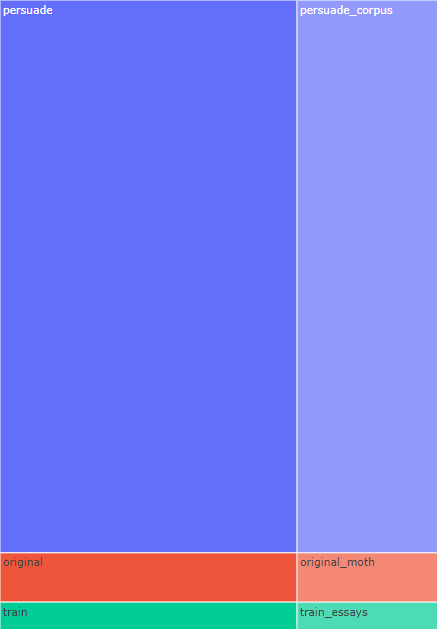 persuade
persuade_corpus
original
original_moth
train
train_essays